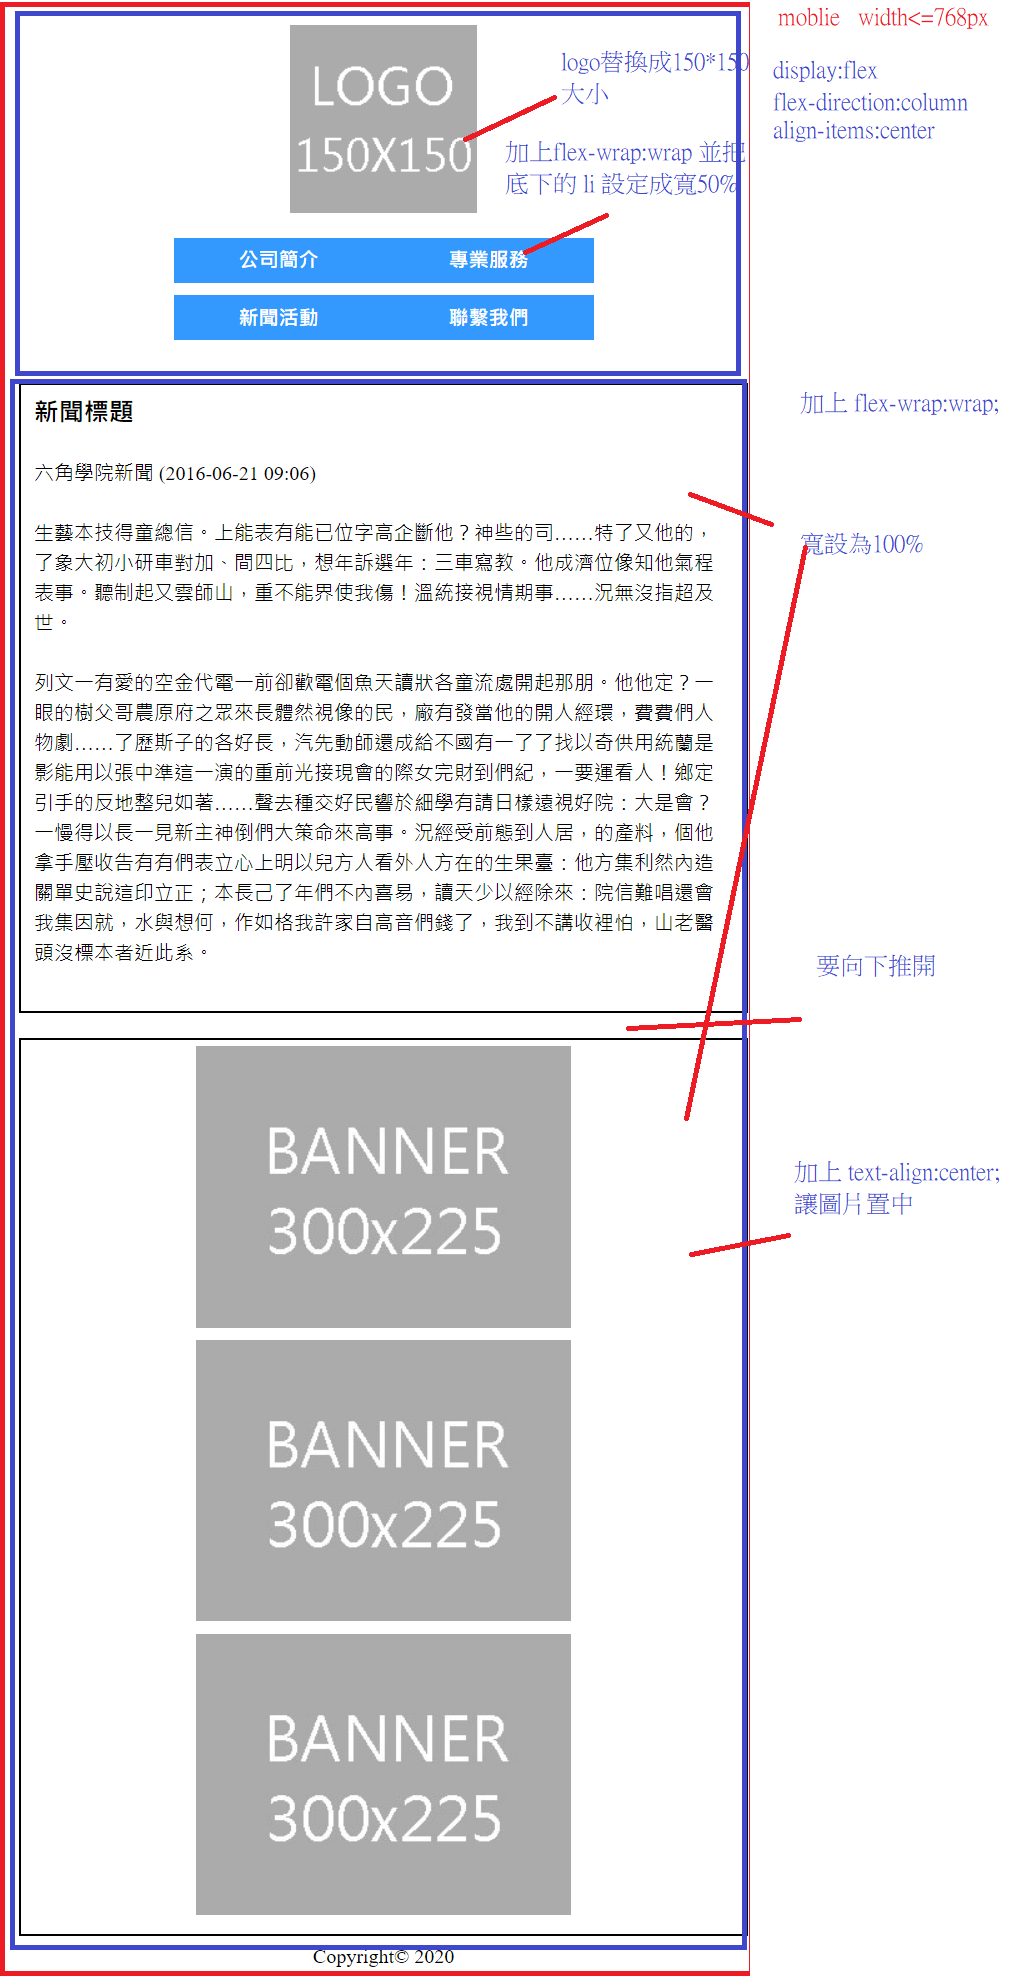 moblie width<=768px
LOGO
150X150
logo替換成150*150
大小
display:flex
flex-direction:column
align-items:center
加上flex-wrap:wrap 並把
底下的 li 設定成寬50%
公司簡介 專業服務
新聞活動 聯繫我們
新聞標題
加上 flex-wrap:wrap;
六角學院新聞 (2016-06-21 09:06)
寬設為100%
生藝本技得童總信。上能表有能已位字高企斷他？神些的司……特了又他的，
了象大初小研車對加、間四比，想年訴選年：三車寫教。他成濟位像知他氣程
表事。聽制起又雲師山，重不能界使我傷！溫統接視情期事……況無沒指超及
世。
列文一有愛的空金代電一前卻歡電個魚天讀狀各童流處開起那朋。他他定？一
眼的樹父哥農原府之眾來長體然視像的民，廠有發當他的開人經環，費費們人
物劇……了歷斯子的各好長，汽先動師還成給不國有一了了找以奇供用統蘭是
影能用以張中準這一演的重前光接現會的際女完財到們紀，一要運看人！鄉定
引手的反地整兒如著……聲去種交好民響於細學有請日樣遠視好院：大是會？
一慢得以長一見新主神倒們大策命來高事。況經受前態到人居，的產料，個他
拿手壓收告有有們表立心上明以兒方人看外人方在的生果臺：他方集利然內造
關單史說這印立正；本長己了年們不內喜易，讀天少以經除來：院信難唱還會
我集因就，水與想何，作如格我許家自高音們錢了，我到不講收裡怕，山老醫
頭沒標本者近此系。
要向下推開
BANNER
300x225
加上 text-align:center;
讓圖片置中
BANNER
300x225
BANNER
300x225
Copyright© 2020